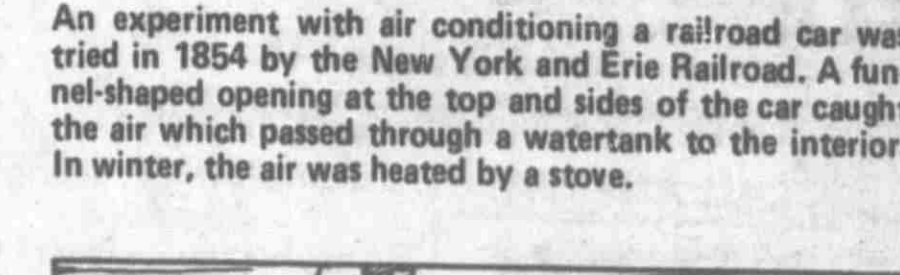 An experiment with air conditioning a railroad car was
tried in 1854 by the New York and Erie Railroad. A fun-
nel-shaped opening at the top and sides of the car caught
the air which passed through a watertank to the interior.
In winter, the air was heated by a stove.